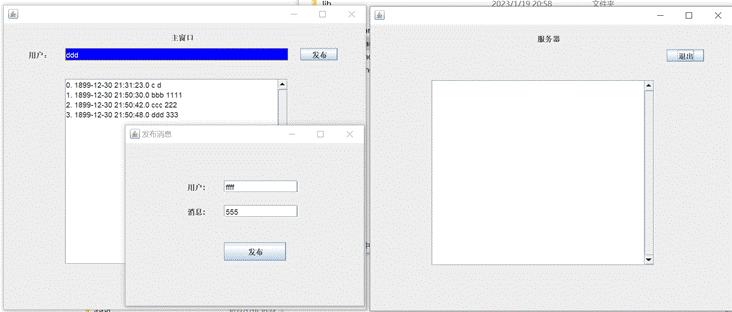 lib
2023/1/19 20:58
文件夹
主窗口
用户：
ddd
发布
0. 1899-12-30 21:31:23.0 c d
1. 1899-12-30 21:50:30.0 bbb 1111
2. 1899-12-30 21:50:42.0 ccc 222
3. 1899-12-30 21:50:48.0 ddd 333
发布消息
用户：
ffff
消息：
555
发布
服务器
退出